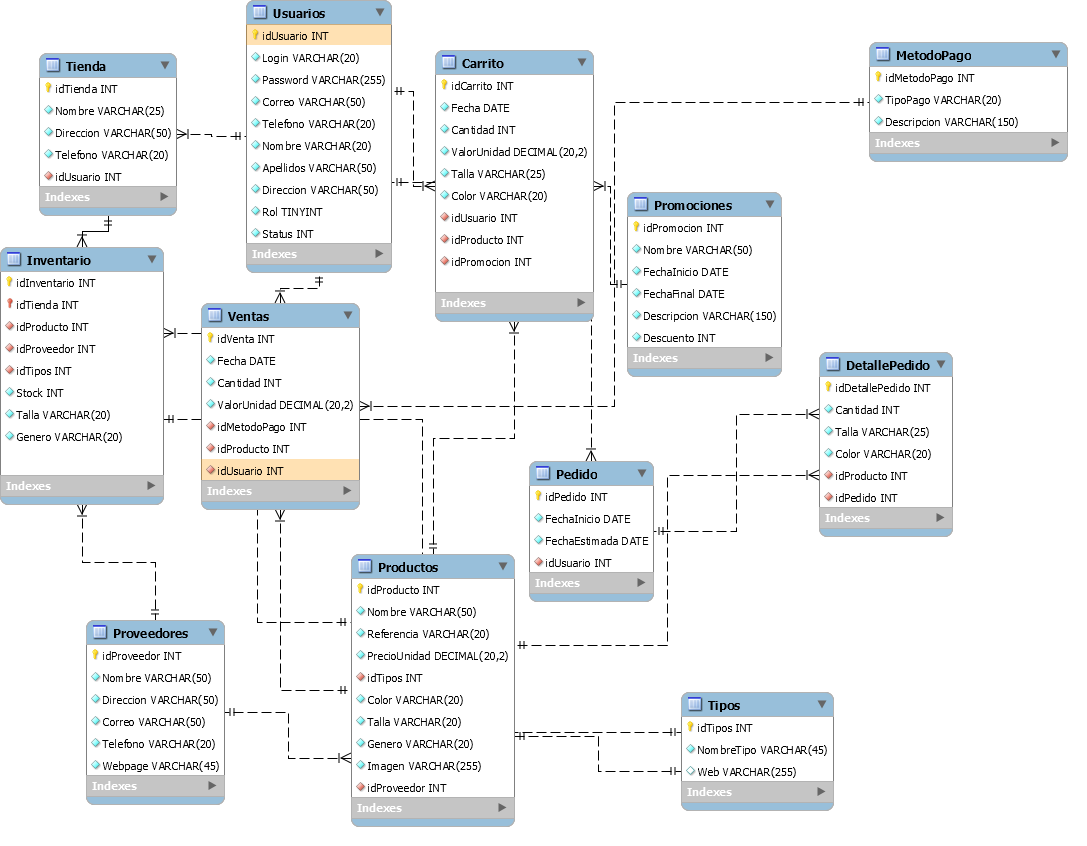 Usuarios
idUsuario INT
Login VARCHAR(20)
Password VARCHAR(255)
Correo VARCHAR(50)
Telefono VARCHAR(20)
Nombre VARCHAR(20)
Apellidos VARCHAR(50)
Direccion VARCHAR(50)
Rol TINYINT
Status INT
Indexes
Tienda
idTienda INT
Nombre VARCHAR(25)
Direccion VARCHAR(50)
Telefono VARCHAR(20)
idUsuario INT
Indexes
Carrito
idCarrito INT
Fecha DATE
Cantidad INT
ValorUnidad DECIMAL(20,2)
Talla VARCHAR(25)
Color VARCHAR(20)
idUsuario INT
idProducto INT
idPromocion INT
Indexes
MetodoPago
idMetodoPago INT
TipoPago VARCHAR(20)
Descripcion VARCHAR(150)
Indexes
Promociones
idPromocion INT
Nombre VARCHAR(50)
FechaInicio DATE
FechaFinal DATE
Descripcion VARCHAR(150)
Descuento INT
Indexes
Inventario
idInventario INT
idTienda INT
idProducto INT
idProveedor INT
idTipos INT
Stock INT
Talla VARCHAR(20)
Genero VARCHAR(20)
Indexes
Ventas
idVenta INT
Fecha DATE
Cantidad INT
ValorUnidad DECIMAL(20,2)
idMetodoPago INT
idProducto INT
idUsuario INT
Indexes
DetallePedido
idDetallePedido INT
Cantidad INT
Talla VARCHAR(25)
Color VARCHAR(20)
idProducto INT
idPedido INT
Indexes
Pedido
idPedido INT
FechaInicio DATE
FechaEstimada DATE
idUsuario INT
Indexes
Productos
idProducto INT
Nombre VARCHAR(50)
Referencia VARCHAR(20)
PrecioUnidad DECIMAL(20,2)
idTipos INT
Color VARCHAR(20)
Talla VARCHAR(20)
Genero VARCHAR(20)
Imagen VARCHAR(255)
idProveedor INT
Indexes
Proveedores
idProveedor INT
Nombre VARCHAR(50)
Direccion VARCHAR(50)
Correo VARCHAR(50)
Telefono VARCHAR(20)
Webpage VARCHAR(45)
Indexes
Tipos
idTipos INT
NombreTipo VARCHAR(45)
Web VARCHAR(255)
Indexes